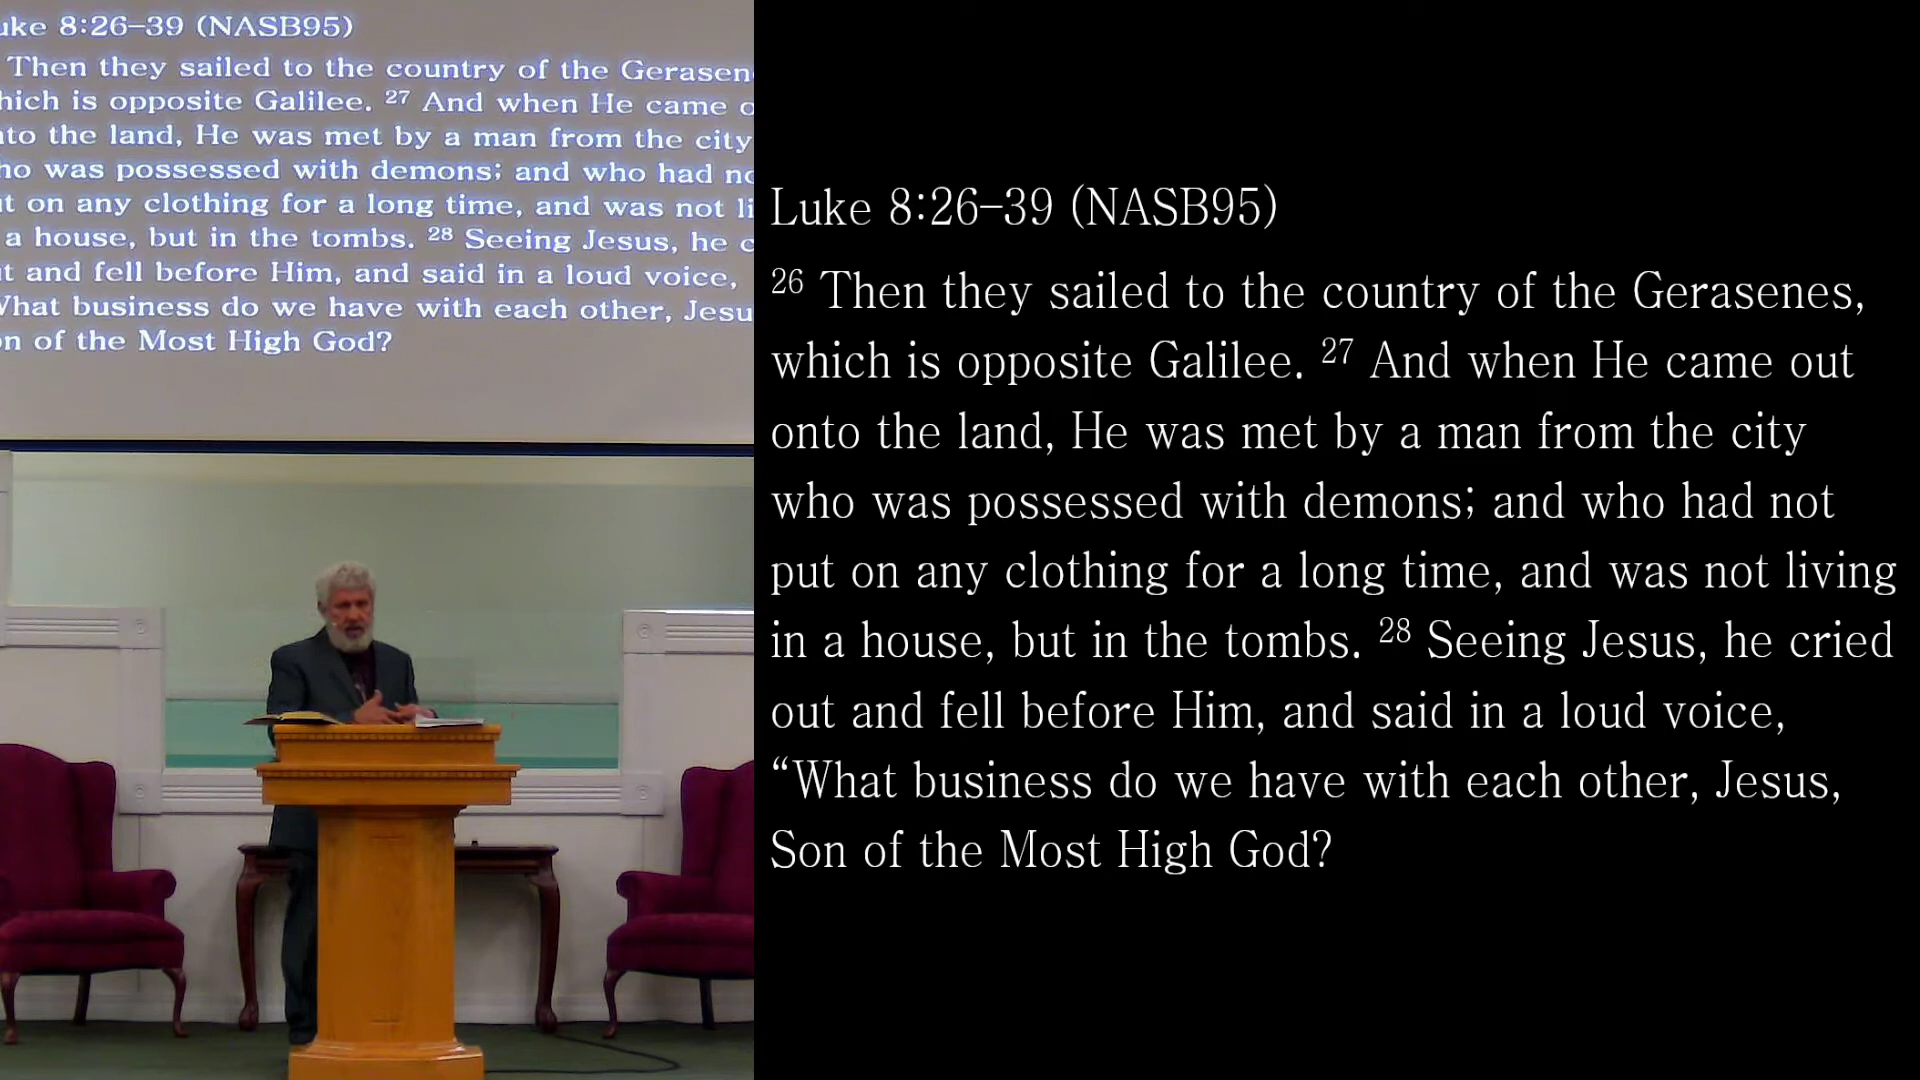 uke 8:26–39 (NASB95)
Then they sailed to the country of the Gerasen
hich is opposite Galilee. 27 And when He came o
to the land, He was met by a man from the city
ho was possessed with demons; and who had no
t on any clothing for a long time, and was not li
a house, but in the tombs. 28 Seeing Jesus, he c
t and fell before Him, and said in a loud voice,
What business do we have with each other, Jesu
n of the Most High God?
Luke 8:26–39 (NASB95)
26 Then they sailed to the country of the Gerasenes,
which is opposite Galilee. 27 And when He came out
onto the land, He was met by a man from the city
who was possessed with demons; and who had not
put on any clothing for a long time, and was not living
in a house, but in the tombs. 28 Seeing Jesus, he cried
out and fell before Him, and said in a loud voice,
“What business do we have with each other, Jesus,
Son of the Most High God?